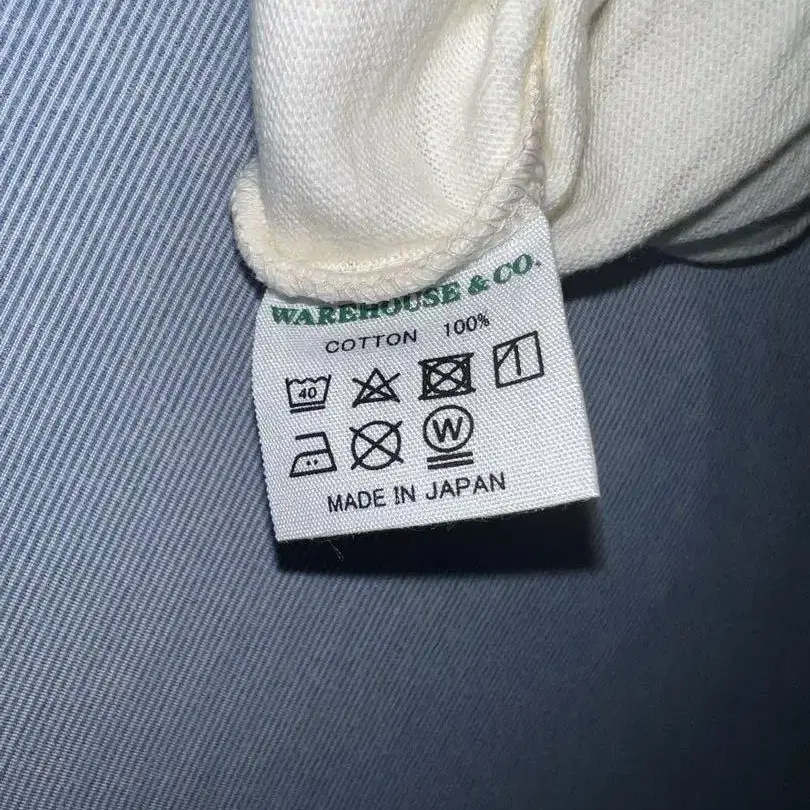 WAREHOUSE & CO.
COTTON 100%
40
W
MADE IN JAPAN